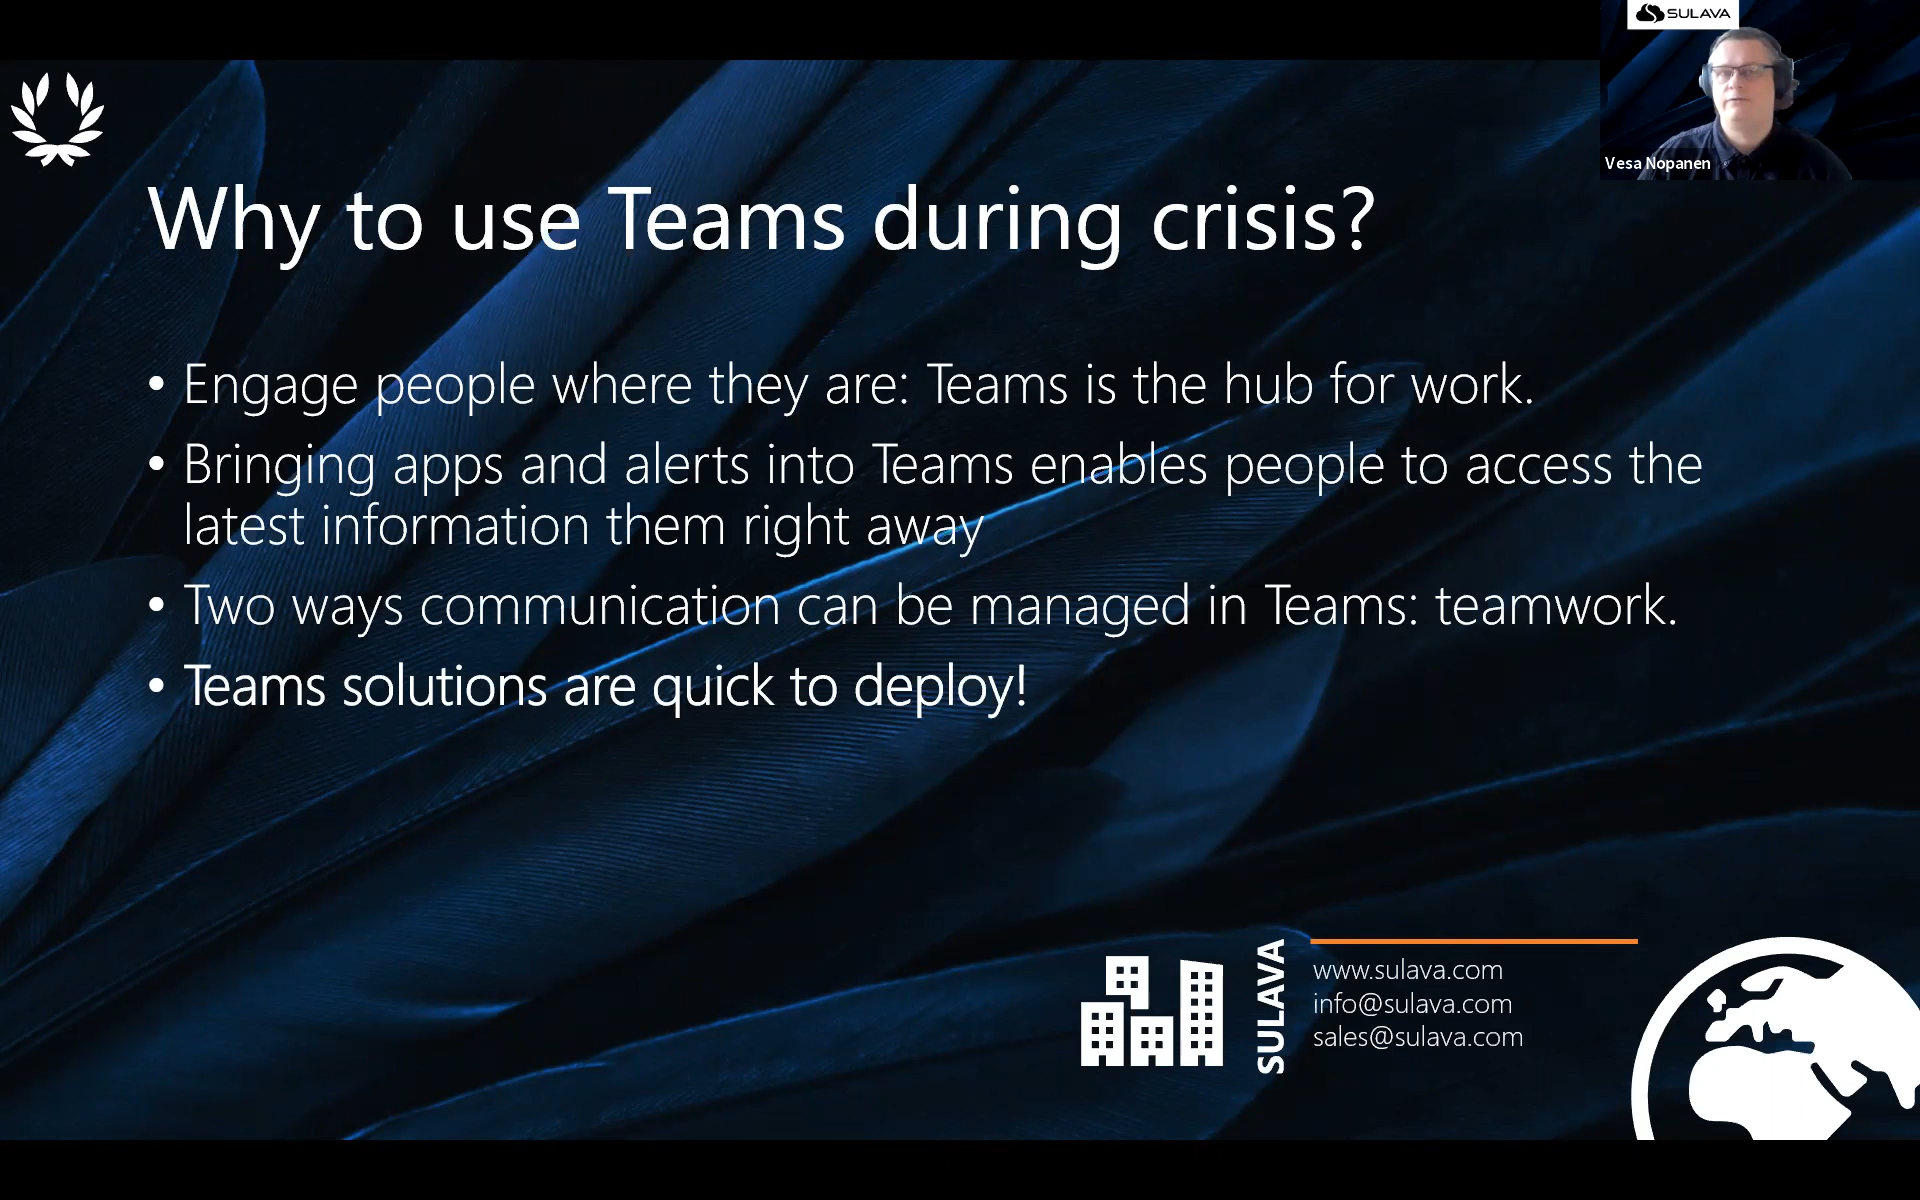 SULAVA
Vesa Nopanen
Why to use Teams during crisis?
• Engage people where they are: Teams is the hub for work.
• Bringing apps and alerts into Teams enables people to access the
latest information them right away
• Two ways communication can be managed in Teams: teamwork.
• Teams solutions are quick to deploy!
SULAVA
www.sulava.com
info@sulava.com
sales@sulava.com